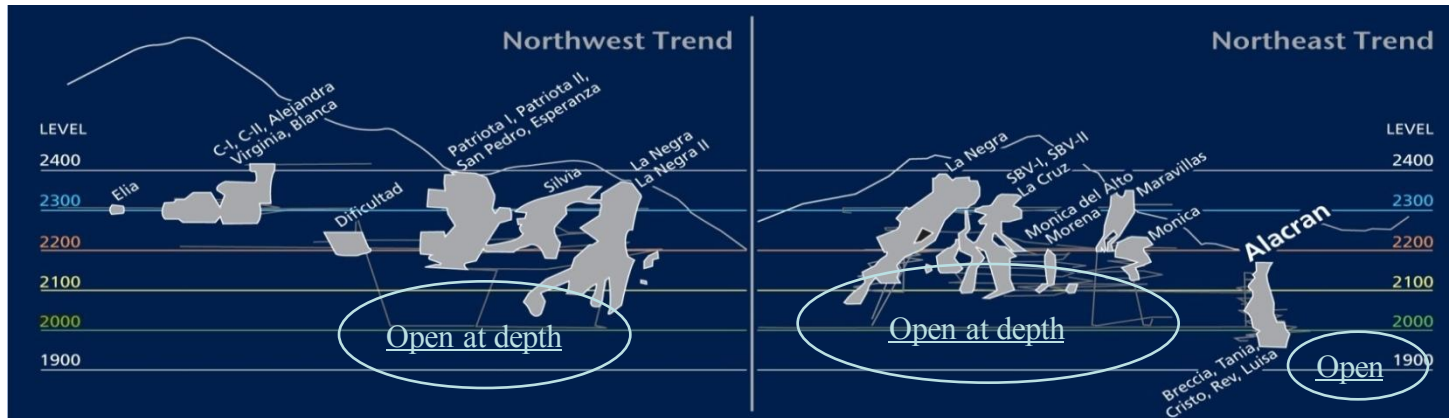 Northwest Trend
LEVEL
2400
2300
2200
2100
2000
1900
Elia
C-I, C-II, Alejandra
Virginia, Blanca
Dificultad
Patriota I, Patriota II,
San Pedro, Esperanza
Silvia
La Negra
La Negra II
Open at depth
Northeast Trend
LEVEL
2400
2300
2200
2100
2000
1900
La Negra
SBV-I, SBV-II
La Cruz
Monica del Alto
Morena
Maravillas
Monica
Alacran
Breccia, Tania,
Cristo, Rev, Luisa
Open at depth
Open